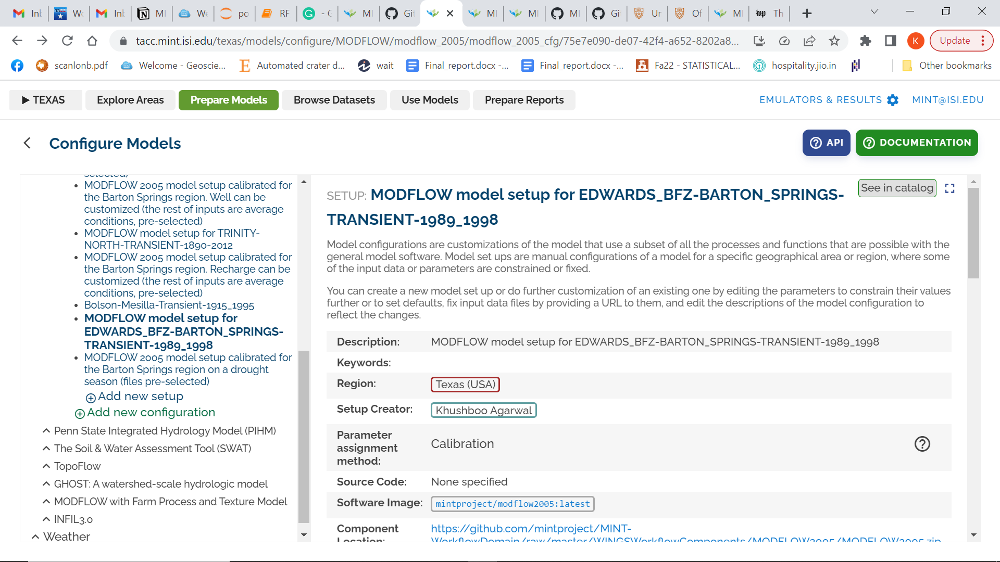 Inb
Wo
Inb
MI
We
po
RF
- G
MI
Git
MI
MI
MI
Git
Ur
Of
MI
Th
tacc.mint.isi.edu/texas/models/configure/MODFLOW/modflow_2005/modflow_2005_cfg/75e7e090-de07-42f4-a652-8202a8...
K
Update
scanlonb.pdf
Welcome - Geoscie...
Automated crater d...
wait
Final_report.docx -...
Final_report.docx -...
Fa22 - STATISTICAL...
hospitality.jio.in
Other bookmarks
▶ TEXAS
Explore Areas
Prepare Models
Browse Datasets
Use Models
Prepare Reports
EMULATORS & RESULTS
MINT@ISI.EDU
Configure Models
API
DOCUMENTATION
selected)
MODFLOW 2005 model setup calibrated for
the Barton Springs region. Well can be
customized (the rest of inputs are average
conditions, pre-selected)
MODFLOW model setup for TRINITY-
NORTH-TRANSIENT-1890-2012
MODFLOW 2005 model setup calibrated for
the Barton Springs region. Recharge can be
customized (the rest of inputs are average
conditions, pre-selected)
Bolson-Mesilla-Transient-1915_1995
MODFLOW model setup for
EDWARDS_BFZ-BARTON_SPRINGS-
TRANSIENT-1989_1998
MODFLOW 2005 model setup calibrated for
the Barton Springs region on a drought
season (files pre-selected)
Add new setup
Add new configuration
Penn State Integrated Hydrology Model (PIHM)
The Soil & Water Assessment Tool (SWAT)
TopoFlow
GHOST: A watershed-scale hydrologic model
MODFLOW with Farm Process and Texture Model
INFIL3.0
Weather
SETUP: MODFLOW model setup for EDWARDS_BFZ-BARTON_SPRINGS-
TRANSIENT-1989_1998
See in catalog
Model configurations are customizations of the model that use a subset of all the processes and functions that are possible with the
general model software. Model set ups are manual configurations of a model for a specific geographical area or region, where some
of the input data or parameters are constrained or fixed.
You can create a new model set up or do further customization of an existing one by editing the parameters to constrain their values
further or to set defaults, fix input data files by providing a URL to them, and edit the descriptions of the model configuration to
reflect the changes.
Description: MODFLOW model setup for EDWARDS_BFZ-BARTON_SPRINGS-TRANSIENT-1989_1998
Keywords:
Region: Texas (USA)
Setup Creator: Khushboo Agarwal
Parameter
assignment
method:
Calibration
Source Code: None specified
Software Image: mintproject/modflow2005:latest
Component
Location:
https://github.com/mintproject/MINT-
WorkflowDomain/raw/master/WINGSWorkflowComponents/MODFLOW2005/MODFLOW2005.zip